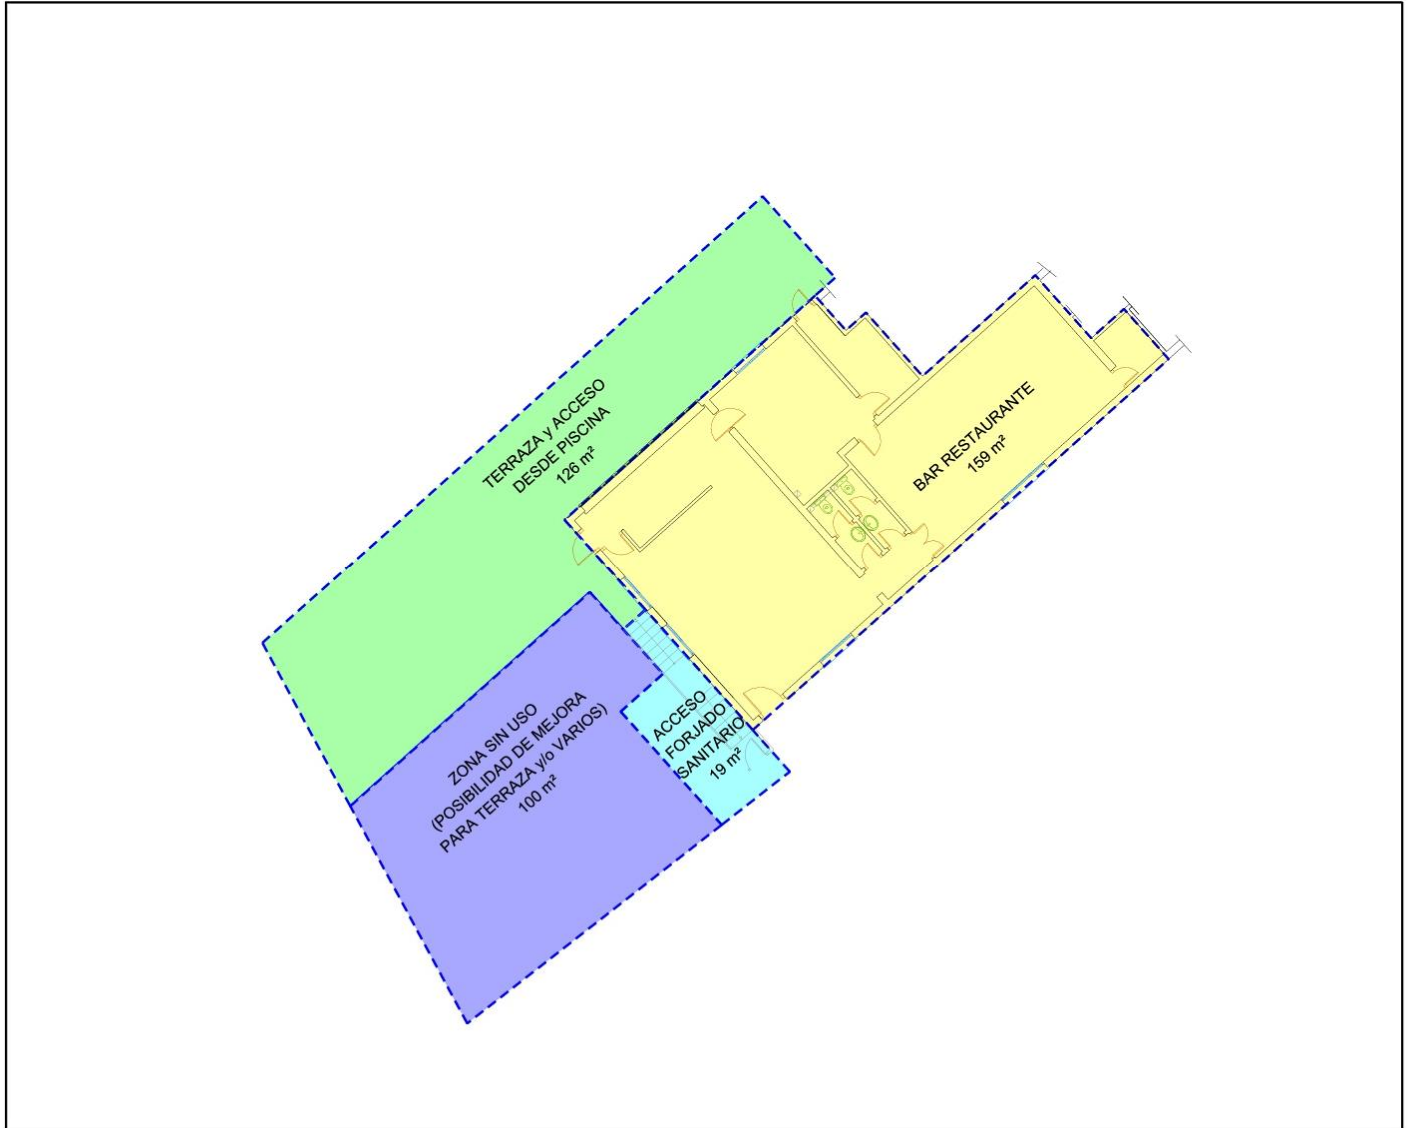 TERRAZA y ACCESO
DESDE PISCINA
126 m²
BAR RESTAURANTE
159 m²
ZONA SIN USO
(POSIBILIDAD DE MEJORA
PARA TERRAZA y/o VARIOS)
100 m²
ACCESO
FORJADO
SANITARIO
19 m²